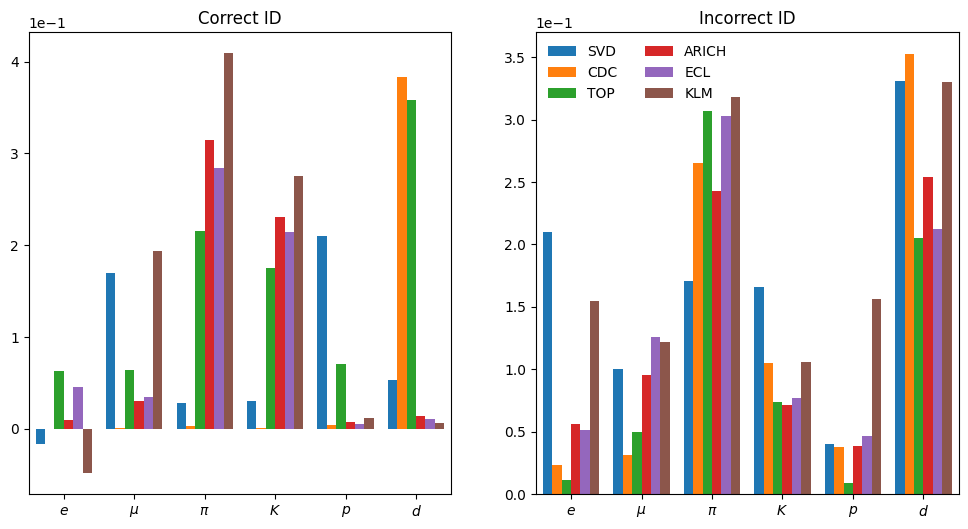 Correct ID
1e−1
4
3
2
1
0
e
μ
π
K
p
d
Incorrect ID
1e−1
3.5
3.0
2.5
2.0
1.5
1.0
0.5
0.0
SVD
CDC
TOP
ARICH
ECL
KLM
e
μ
π
K
p
d